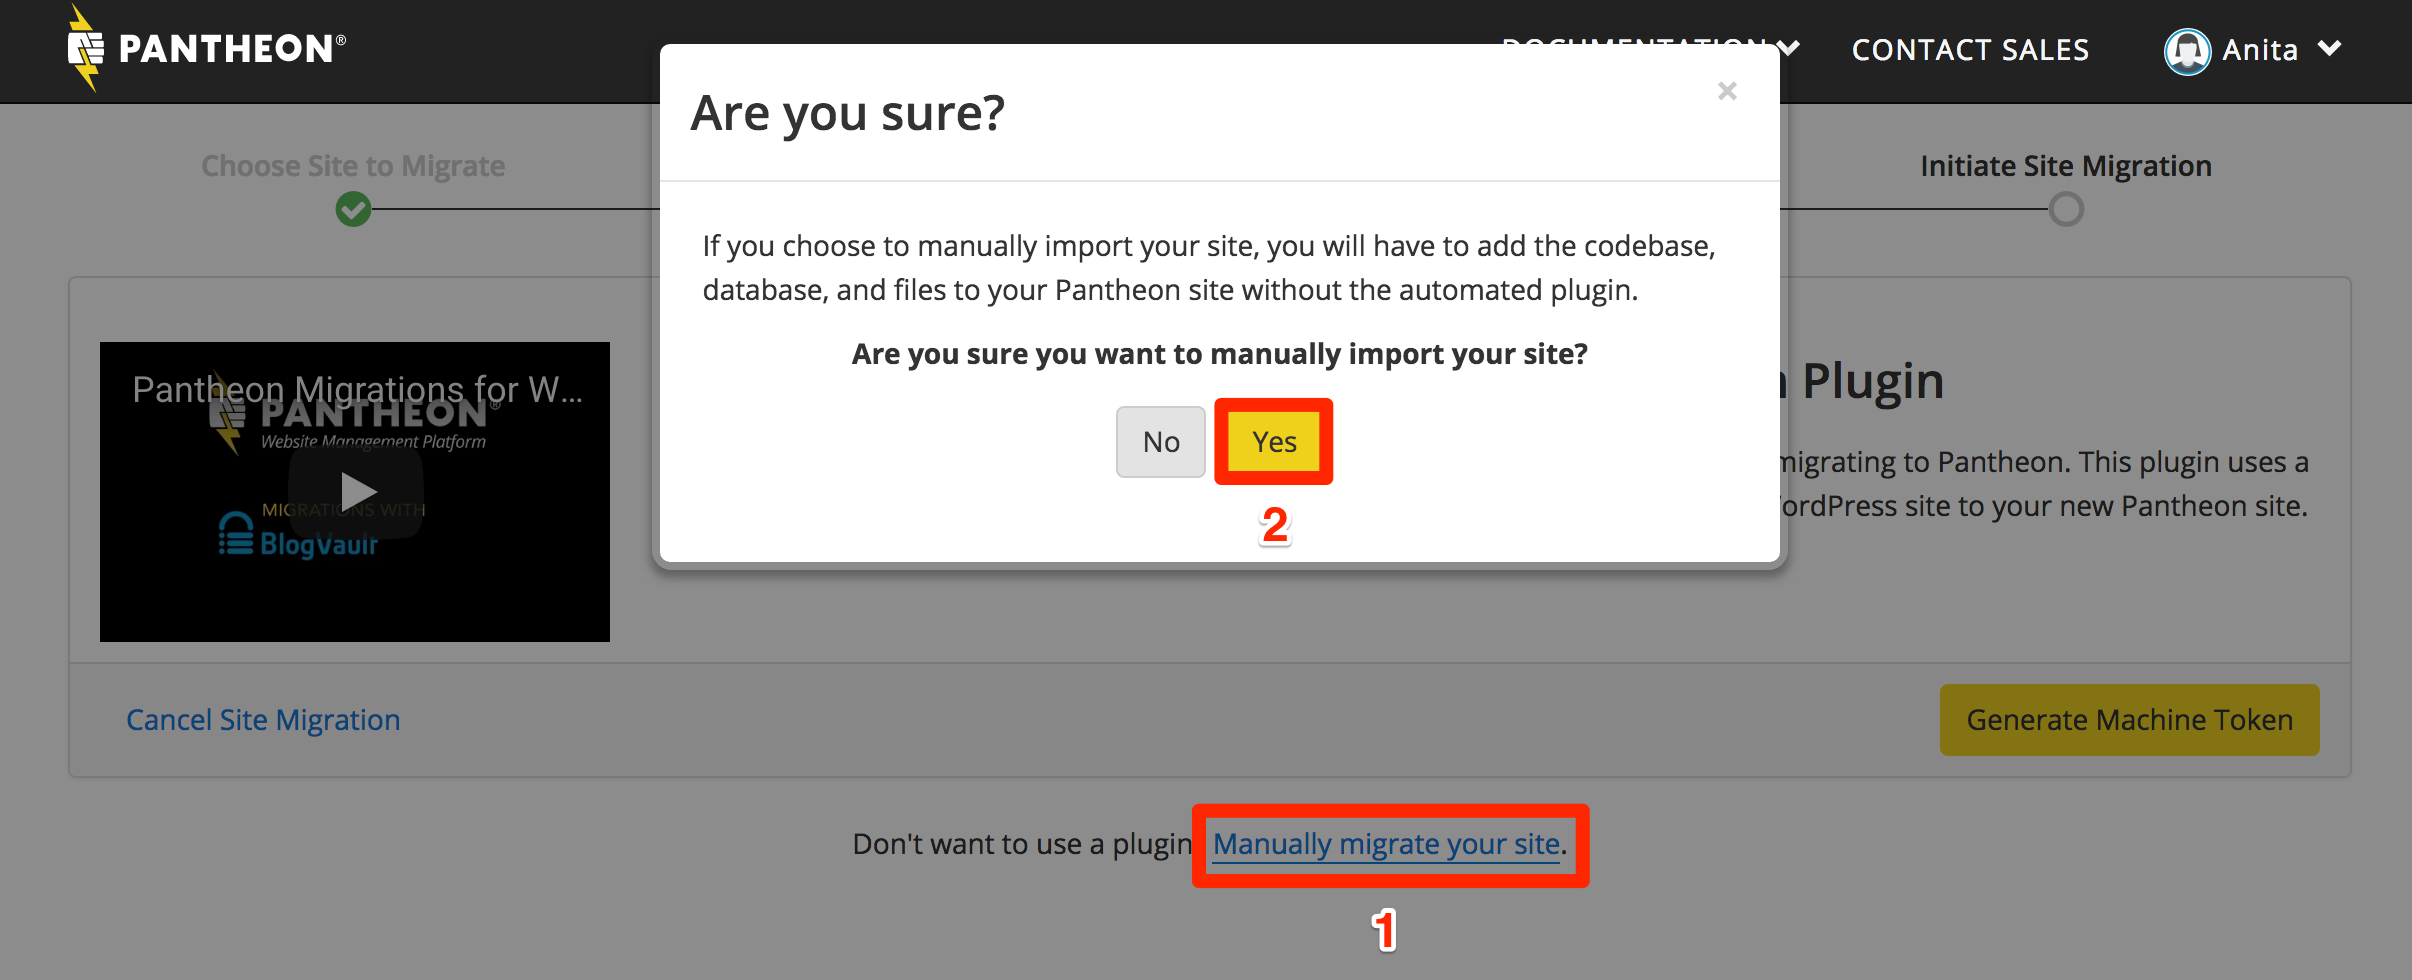 PANTHEON®
DOCUMENTATION
CONTACT SALES
Anita
Are you sure?
×
Choose Site to Migrate
Initiate Site Migration
If you choose to manually import your site, you will have to add the codebase,
database, and files to your Pantheon site without the automated plugin.
Are you sure you want to manually import your site?
No
Yes
2
Pantheon Migrations for W...
PANTHEON®
Website Management Platform
MIGRATIONS WITH
BlogVault
Plugin
migrating to Pantheon. This plugin uses a
ordPress site to your new Pantheon site.
Cancel Site Migration
Generate Machine Token
Don't want to use a plugin
Manually migrate your site.
1